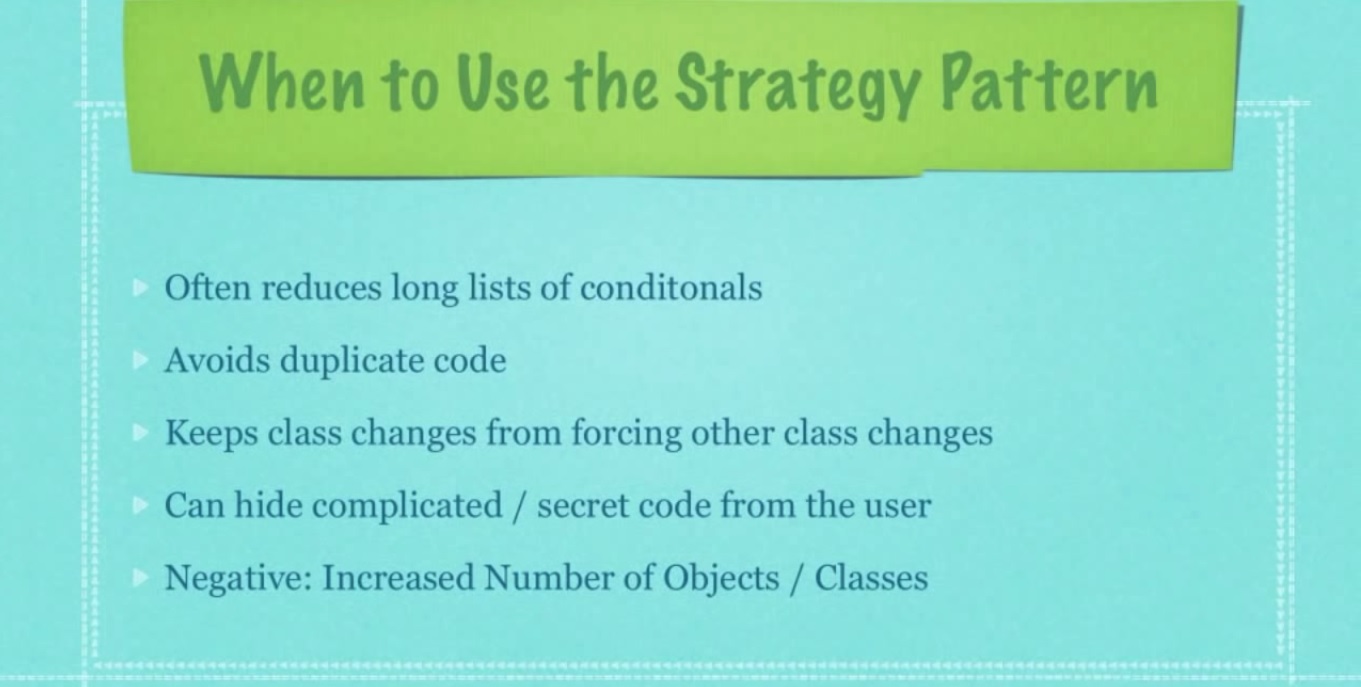 When to Use the Strategy Pattern
Often reduces long lists of conditonals
Avoids duplicate code
Keeps class changes from forcing other class changes
Can hide complicated / secret code from the user
Negative: Increased Number of Objects / Classes